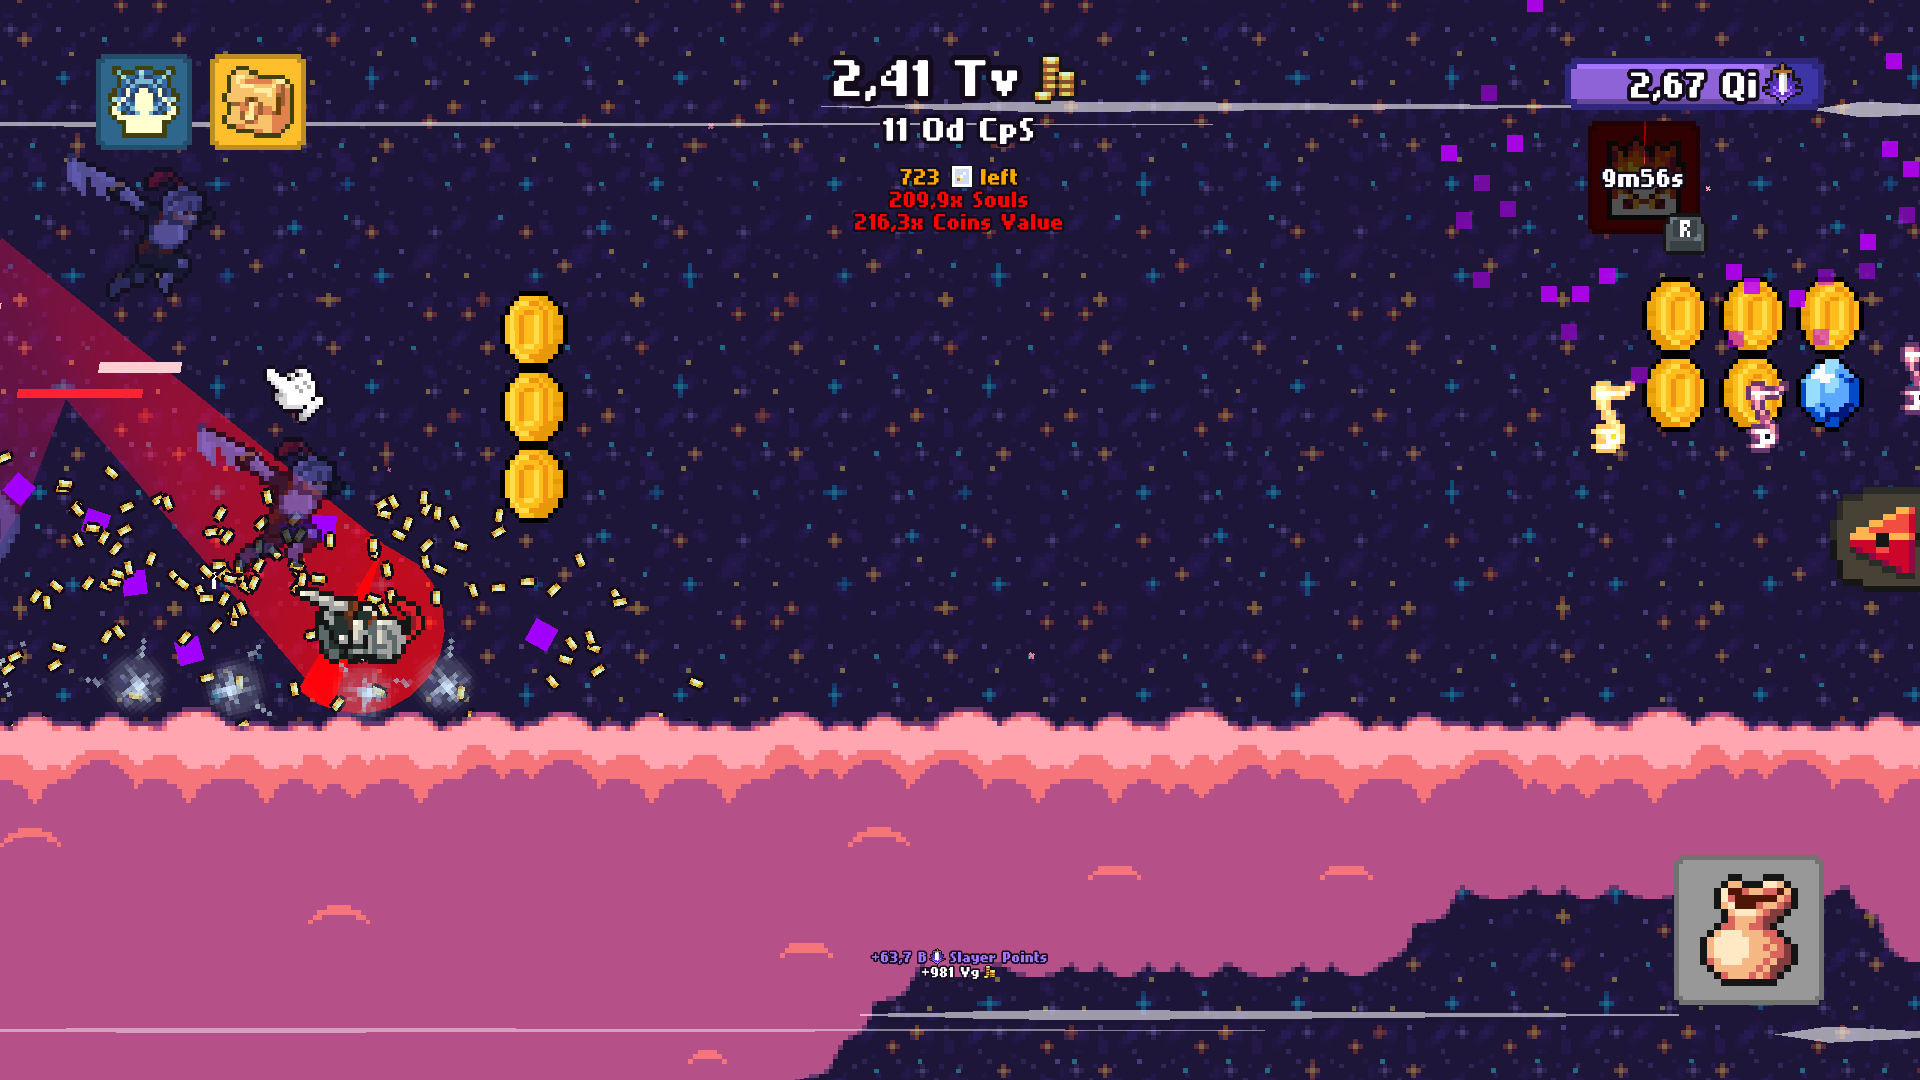 2,41 Tv
11 Od CpS
723 left
209,9x Souls
216,3x Coins Value
2,67 Qi
9m56s
R
+63,7 B Slayer Points
+981 Vg